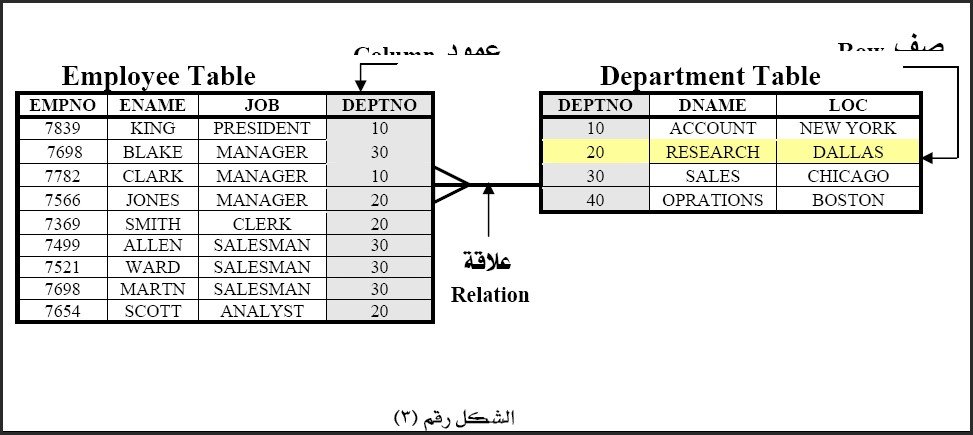 عمود Column
صف Row
Employee Table
EMPNO ENAME JOB DEPTNO
7839 KING PRESIDENT 10
7698 BLAKE MANAGER 30
7782 CLARK MANAGER 10
7566 JONES MANAGER 20
7369 SMITH CLERK 20
7499 ALLEN SALESMAN 30
7521 WARD SALESMAN 30
7698 MARTN SALESMAN 30
7654 SCOTT ANALYST 20
Department Table
DEPTNO DNAME LOC
10 ACCOUNT NEW YORK
20 RESEARCH DALLAS
30 SALES CHICAGO
40 OPRATIONS BOSTON
علاقة
Relation
الشكل رقم (٣)